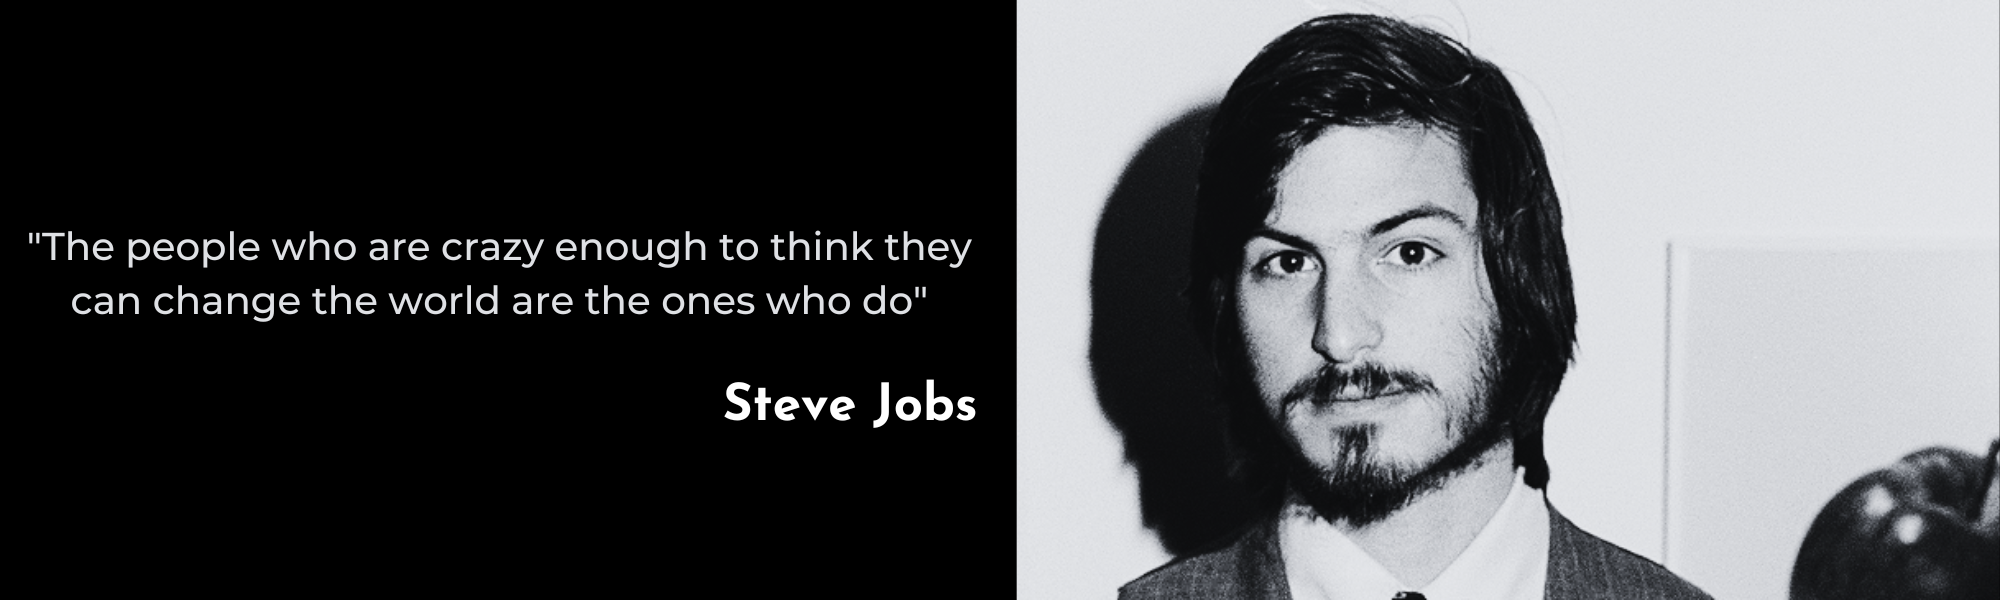 "The people who are crazy enough to think they
can change the world are the ones who do"
Steve Jobs